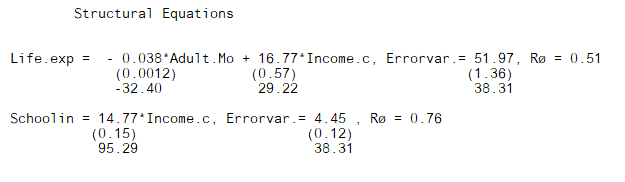 Structural Equations
Life.exp = - 0.038*Adult.Mo + 16.77*Income.c, Errorvar.= 51.97, Rø = 0.51
(0.0012) (0.57) (1.36)
-32.40 29.22 38.31
Schoolin = 14.77*Income.c, Errorvar.= 4.45 , Rø = 0.76
(0.15) (0.12)
95.29 38.31